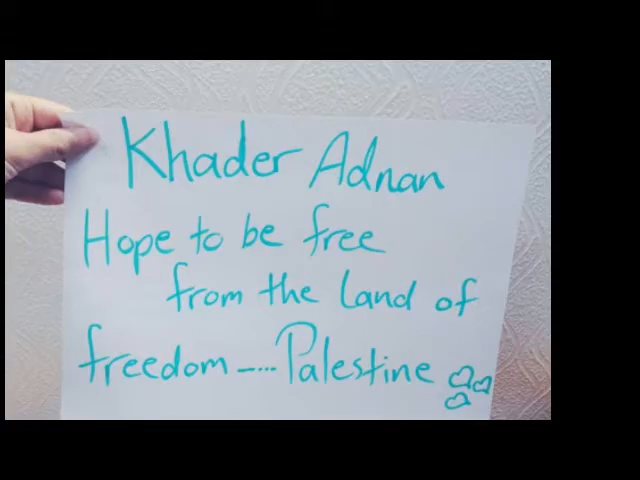 Khader Adnan
Hope to be free
from the land of
freedom -... Palestine